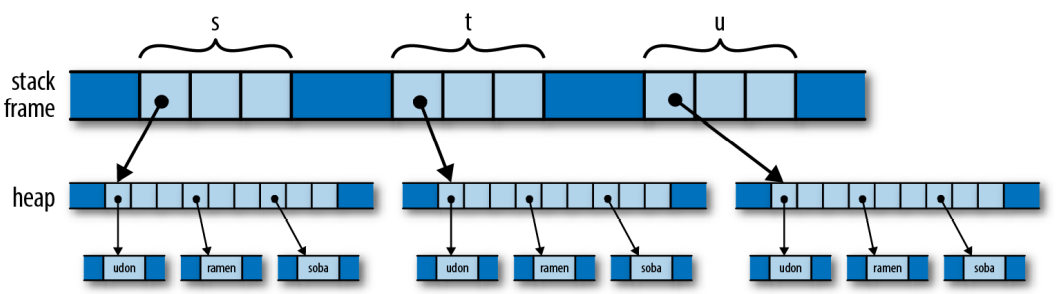 s t u
stack
frame
heap
udon ramen soba udon ramen soba udon ramen soba